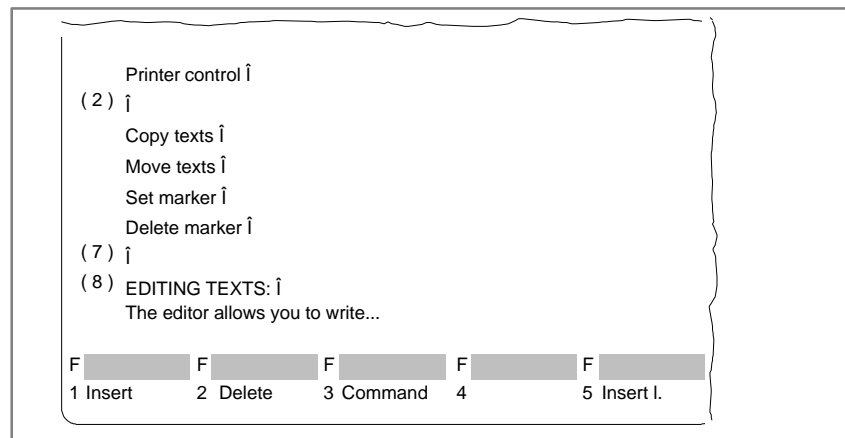 Printer control Î
( 2 ) Î
Copy texts Î
Move texts Î
Set marker Î
Delete marker Î
( 7 ) Î
( 8 ) EDITING TEXTS: Î
The editor allows you to write...
F F F F F
1 Insert 2 Delete 3 Command 4 5 Insert l.